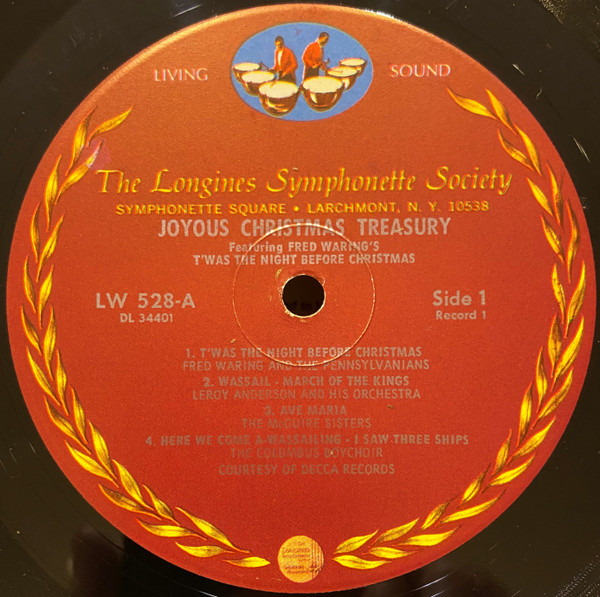 LIVING SOUND
The Longines Symphonette Society
SYMPHONETTE SQUARE • LARCHMONT, N. Y. 10538
JOYOUS CHRISTMAS TREASURY
Featuring FRED WARING'S
T'WAS THE NIGHT BEFORE CHRISTMAS
LW 528-A Side 1
DL 34401 Record 1
1. T'WAS THE NIGHT BEFORE CHRISTMAS
FRED WARING AND THE PENNSYLVANIANS
2. WASSAIL - MARCH OF THE KINGS
LEROY ANDERSON AND HIS ORCHESTRA
3. AVE MARIA
THE McGUIRE SISTERS
4. HERE WE COME A-WASSAILING - I SAW THREE SHIPS
THE COLUMBUS BOYCHOIR
COURTESY OF DECCA RECORDS
LONGINES